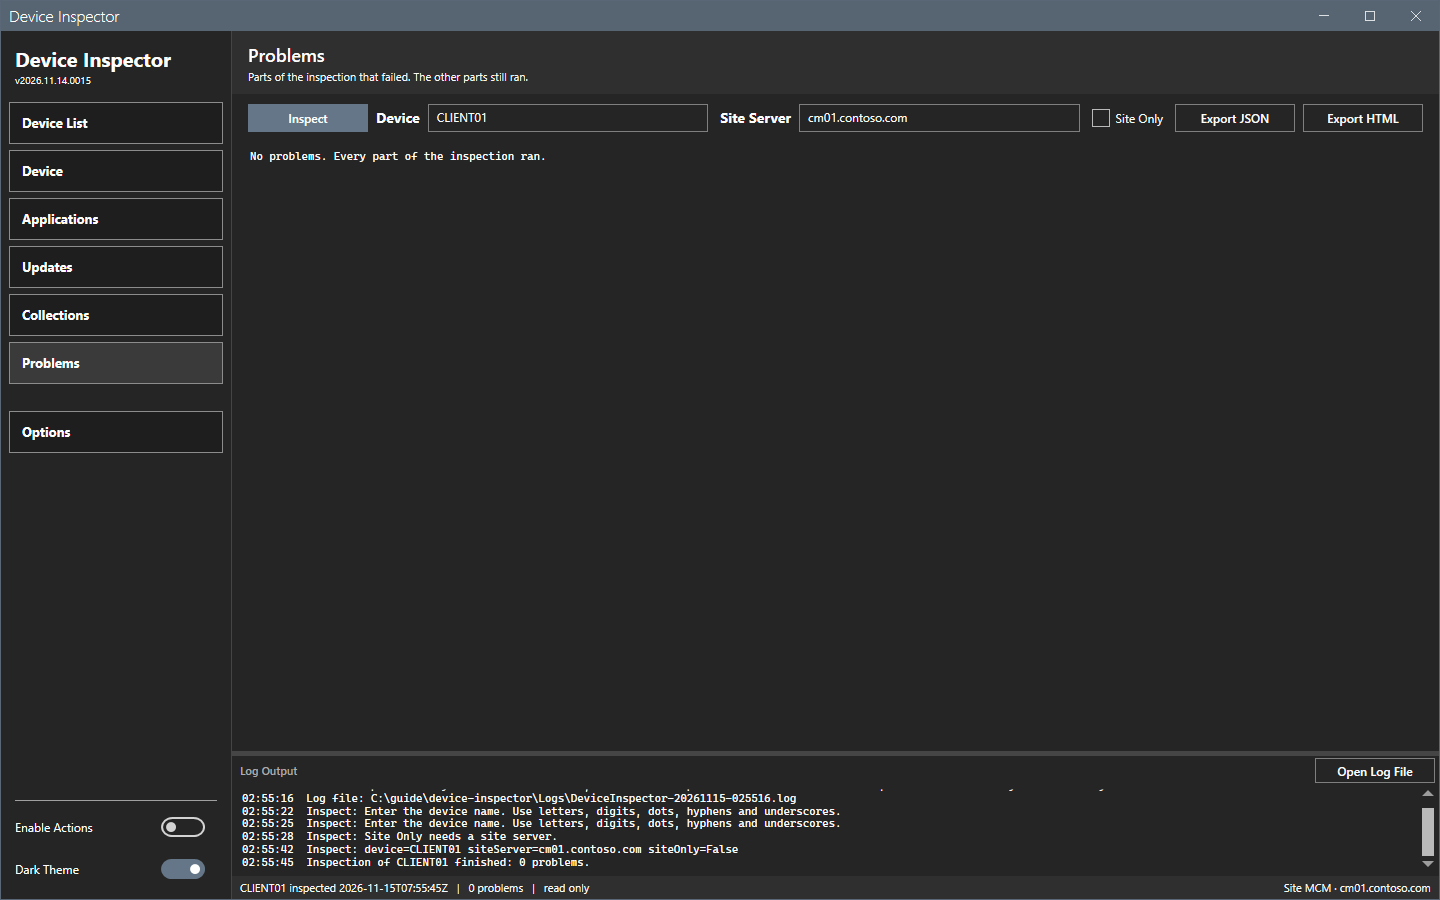 Device Inspector
Device Inspector
v2026.11.14.0015
Device List
Device
Applications
Updates
Collections
Problems
Options
Enable Actions
Dark Theme
Problems
Parts of the inspection that failed. The other parts still ran.
Inspect Device CLIENT01 Site Server cm01.contoso.com Site Only Export JSON Export HTML
No problems. Every part of the inspection ran.
Log Output Open Log File
02:55:16 Log file: C:\guide\device-inspector\Logs\DeviceInspector-20261115-025516.log
02:55:22 Inspect: Enter the device name. Use letters, digits, dots, hyphens and underscores.
02:55:25 Inspect: Enter the device name. Use letters, digits, dots, hyphens and underscores.
02:55:28 Inspect: Site Only needs a site server.
02:55:42 Inspect: device=CLIENT01 siteServer=cm01.contoso.com siteOnly=False
02:55:45 Inspection of CLIENT01 finished: 0 problems.
CLIENT01 inspected 2026-11-15T07:55:45Z | 0 problems | read only Site MCM · cm01.contoso.com